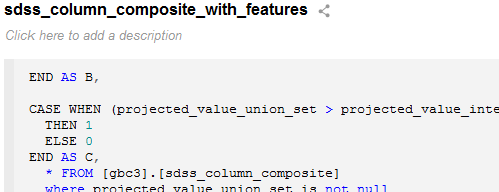 sdss_column_composite_with_features
Click here to add a description
END AS B,
CASE WHEN (projected_value_union_set > projected_value_inte
THEN 1
ELSE 0
END AS C,
* FROM [gbc3].[sdss_column_composite]
where projected_value_union_set is not null